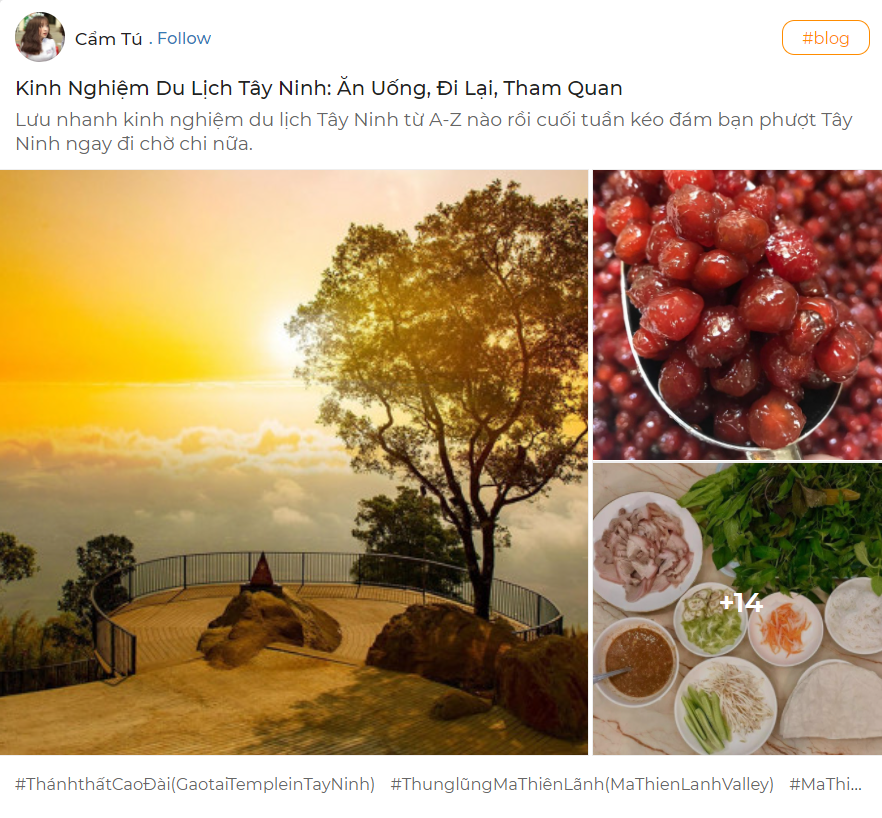 Cẩm Tú . Follow
#blog
Kinh Nghiệm Du Lịch Tây Ninh: Ăn Uống, Đi Lại, Tham Quan
Lưu nhanh kinh nghiệm du lịch Tây Ninh từ A-Z nào rồi cuối tuần kéo đám bạn phượt Tây
Ninh ngay đi chờ chi nữa.
+14
#ThánhthấtCaoĐài(GaotaiTempleinTayNinh) #ThunglũngMaThiênLãnh(MaThienLanhValley) #MaThi...